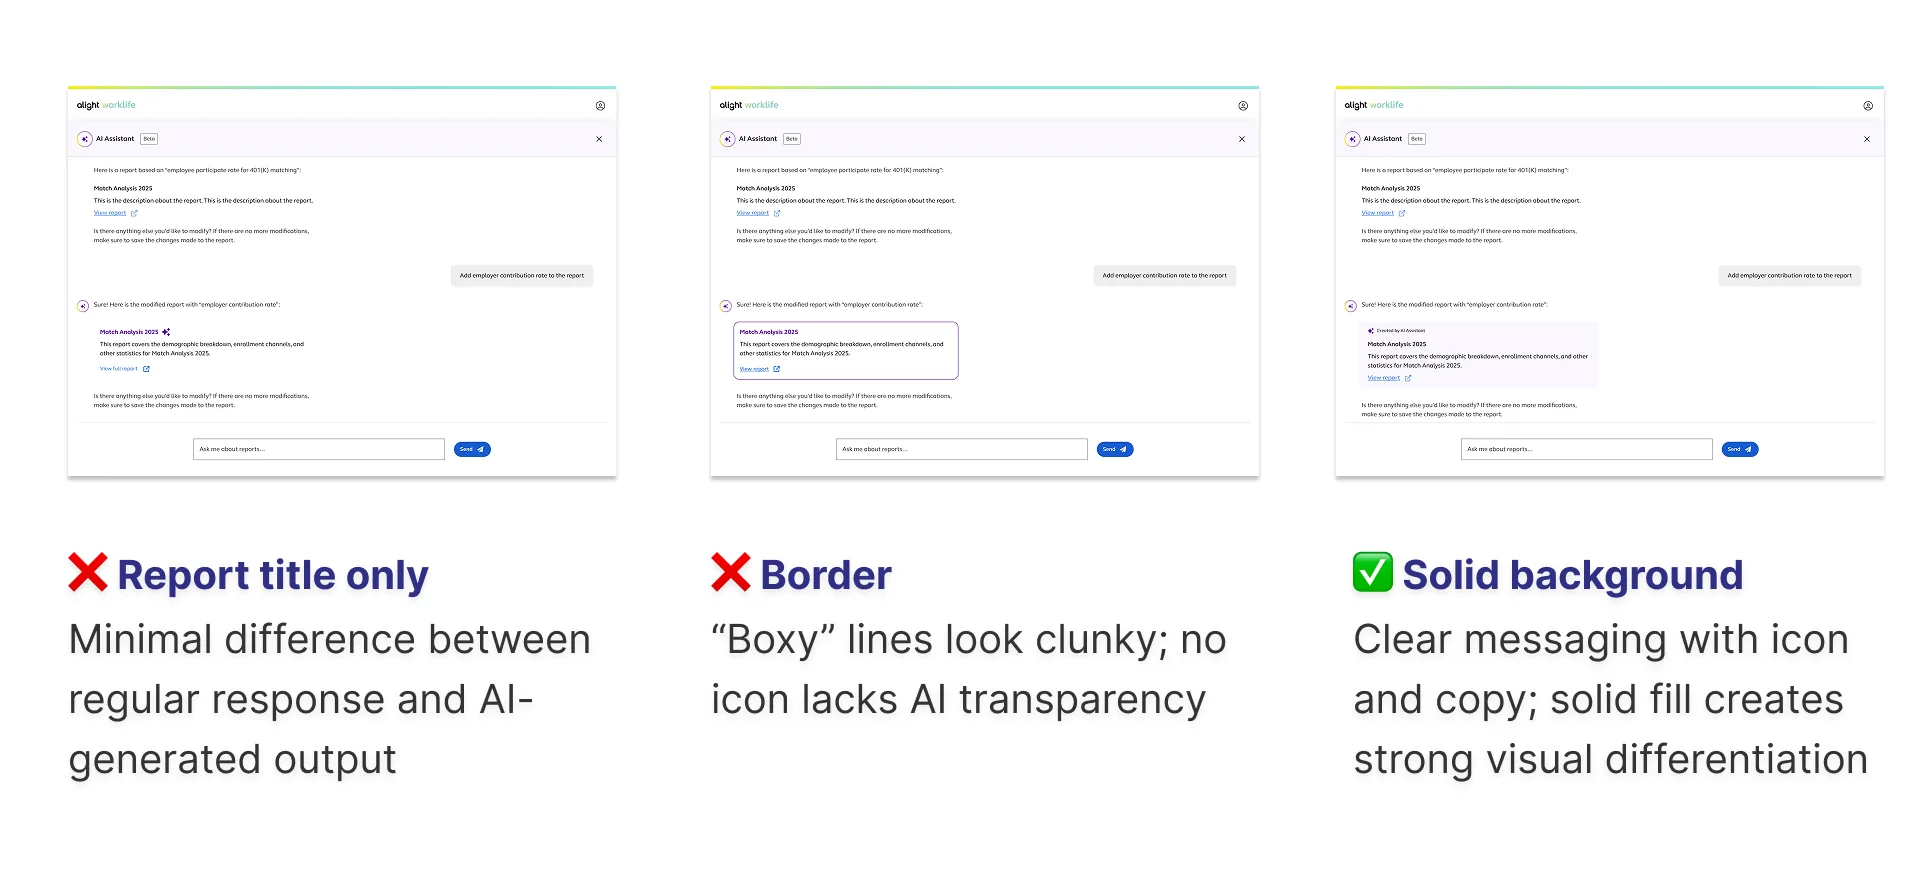 alight worklife
AI Assistant Beta
Here is a report based on "employee participate rate for 401(K) matching":
Match Analysis 2025
This is the description about the report. This is the description about the report.
View report
Is there anything else you'd like to modify? If there are no more modifications,
make sure to save the changes made to the report.
Add employer contribution rate to the report
Sure! Here is the modified report with "employer contribution rate":
Match Analysis 2025
This report covers the demographic breakdown, enrollment channels, and
other statistics for Match Analysis 2025.
View full report
Is there anything else you'd like to modify? If there are no more modifications,
make sure to save the changes made to the report.
Ask me about reports...
Send
❌ Report title only
Minimal difference between
regular response and AI-
generated output
alight worklife
AI Assistant Beta
Here is a report based on "employee participate rate for 401(K) matching":
Match Analysis 2025
This is the description about the report. This is the description about the report.
View report
Is there anything else you'd like to modify? If there are no more modifications,
make sure to save the changes made to the report.
Add employer contribution rate to the report
Sure! Here is the modified report with "employer contribution rate":
Match Analysis 2025
This report covers the demographic breakdown, enrollment channels, and
other statistics for Match Analysis 2025.
View report
Is there anything else you'd like to modify? If there are no more modifications,
make sure to save the changes made to the report.
Ask me about reports...
Send
❌ Border
“Boxy” lines look clunky; no
icon lacks AI transparency
alight worklife
AI Assistant Beta
Here is a report based on "employee participate rate for 401(K) matching":
Match Analysis 2025
This is the description about the report. This is the description about the report.
View report
Is there anything else you'd like to modify? If there are no more modifications,
make sure to save the changes made to the report.
Add employer contribution rate to the report
Sure! Here is the modified report with "employer contribution rate":
Created by AI Assistant
Match Analysis 2025
This report covers the demographic breakdown, enrollment channels, and other
statistics for Match Analysis 2025.
View report
Is there anything else you'd like to modify? If there are no more modifications,
make sure to save the changes made to the report.
Ask me about reports...
Send
✅ Solid background
Clear messaging with icon
and copy; solid fill creates
strong visual differentiation